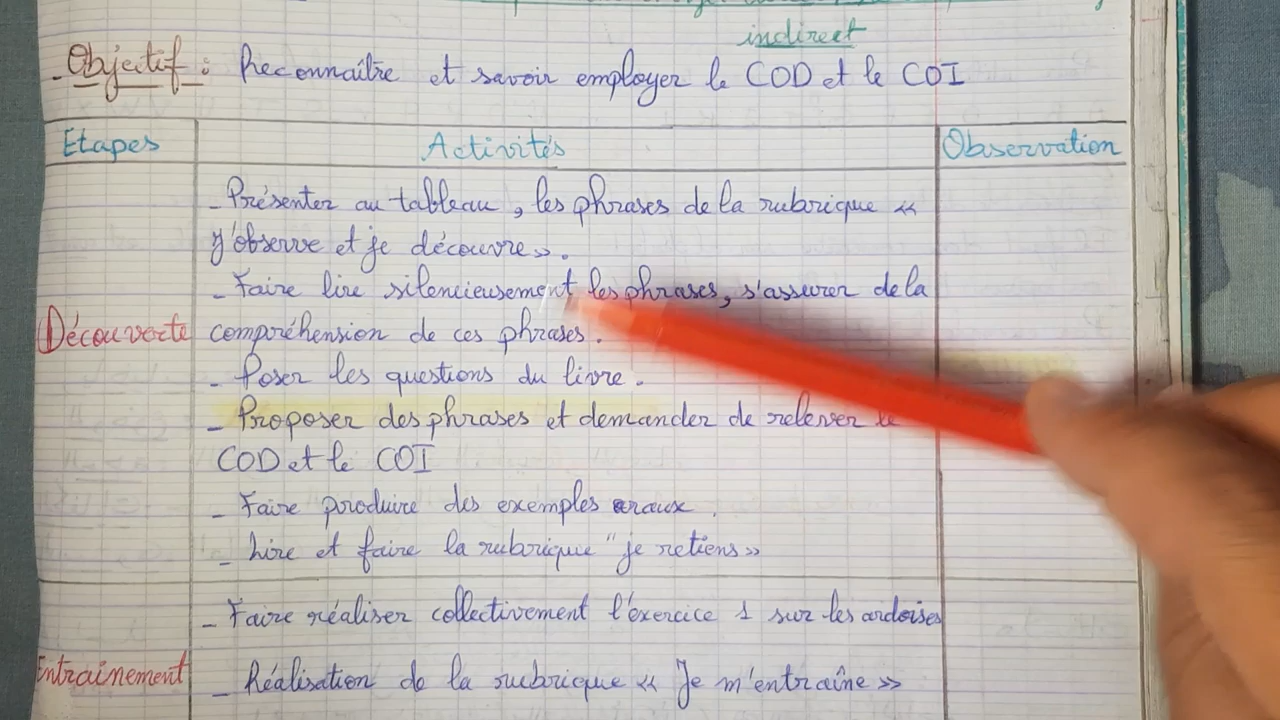 indirect
- Objectif : Reconnaître et savoir employer le COD et le COI
Etapes Activités Observation
- Présenter au tableau, les phrases de la rubrique «
y'observe et je découvre».
- Faire lire silencieusement les phrases, s'assurer de la
Découverte compréhension de ces phrases.
- Poser les questions du livre.
- Proposer des phrases et demander de relever le
COD et le COI
- Faire produire des exemples oraux.
- Lire et faire la rubrique "je retiens»
- Faire réaliser collectivement l'exercice 1 sur les ardoises
Entrainement - Réalisation de la rubrique « Je m'entraîne »